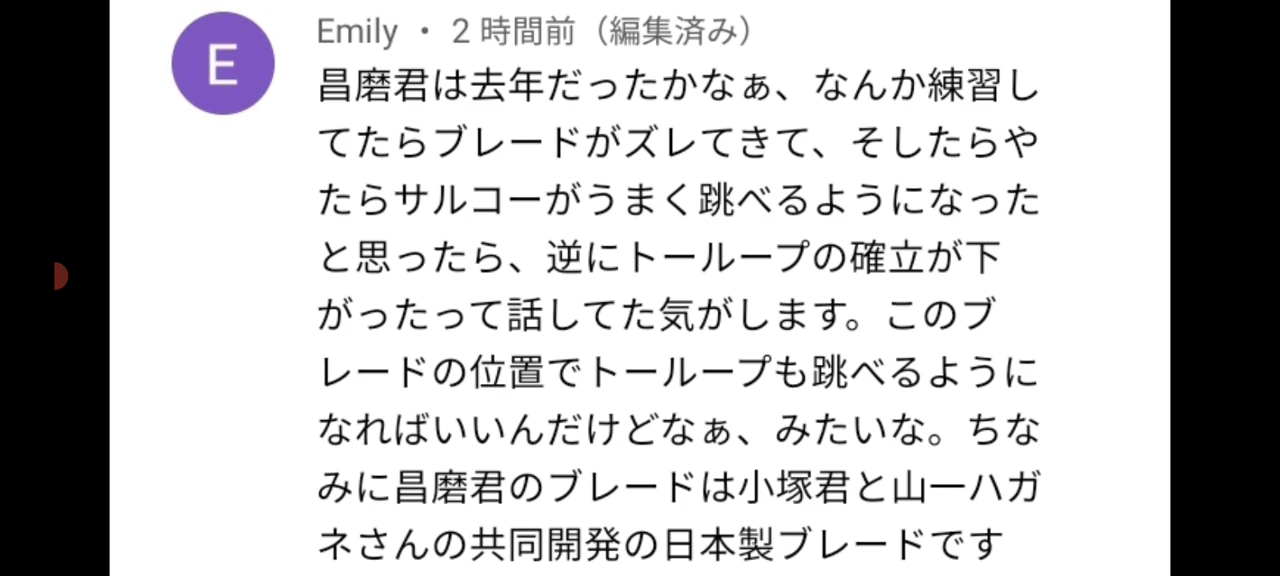 E
Emily ・ 2 時間前（編集済み）
昌磨君は去年だったかなぁ、なんか練習し
てたらブレードがズレてきて、そしたらや
たらサルコーがうまく跳べるようになった
と思ったら、逆にトーループの確立が下
がったって話してた気がします。このブ
レードの位置でトーループも跳べるように
なればいいんだけどなぁ、みたいな。ちな
みに昌磨君のブレードは小塚君と山一ハガ
ネさんの共同開発の日本製ブレードです